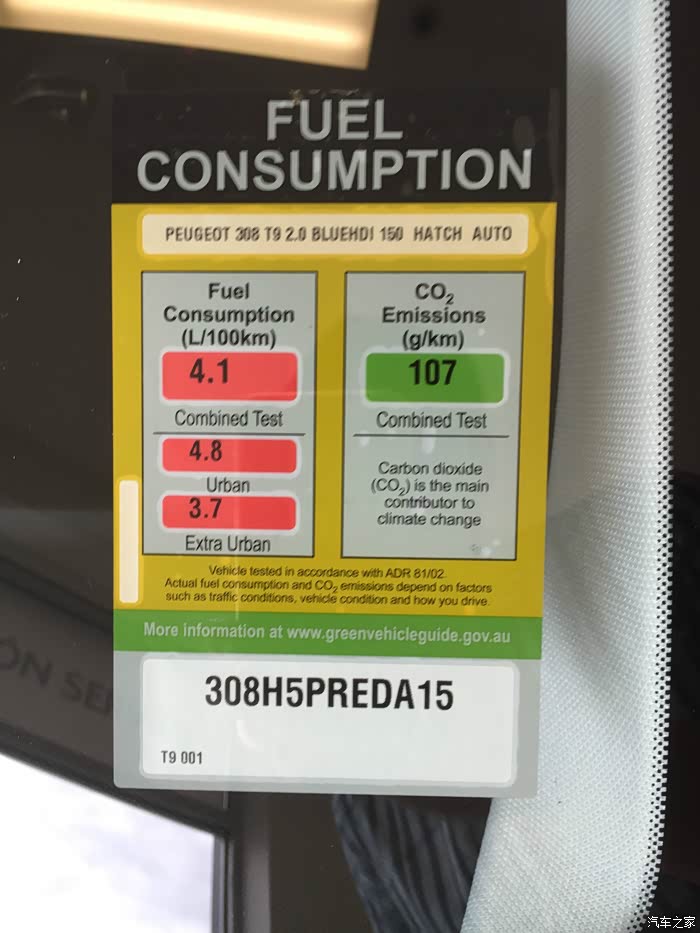 FUEL
CONSUMPTION
PEUGEOT 308 T9 2.0 BLUEHDI 150 HATCH AUTO
Fuel
Consumption
(L/100km)
4.1
Combined Test
4.8
Urban
3.7
Extra Urban
CO₂
Emissions
(g/km)
107
Combined Test
Carbon dioxide
(CO₂) is the main
contributor to
climate change
Vehicle tested in accordance with ADR 81/02.
Actual fuel consumption and CO₂ emissions depend on factors
such as traffic conditions, vehicle condition and how you drive.
More information at www.greenvehicleguide.gov.au
308H5PREDA15
T9 001
汽车之家